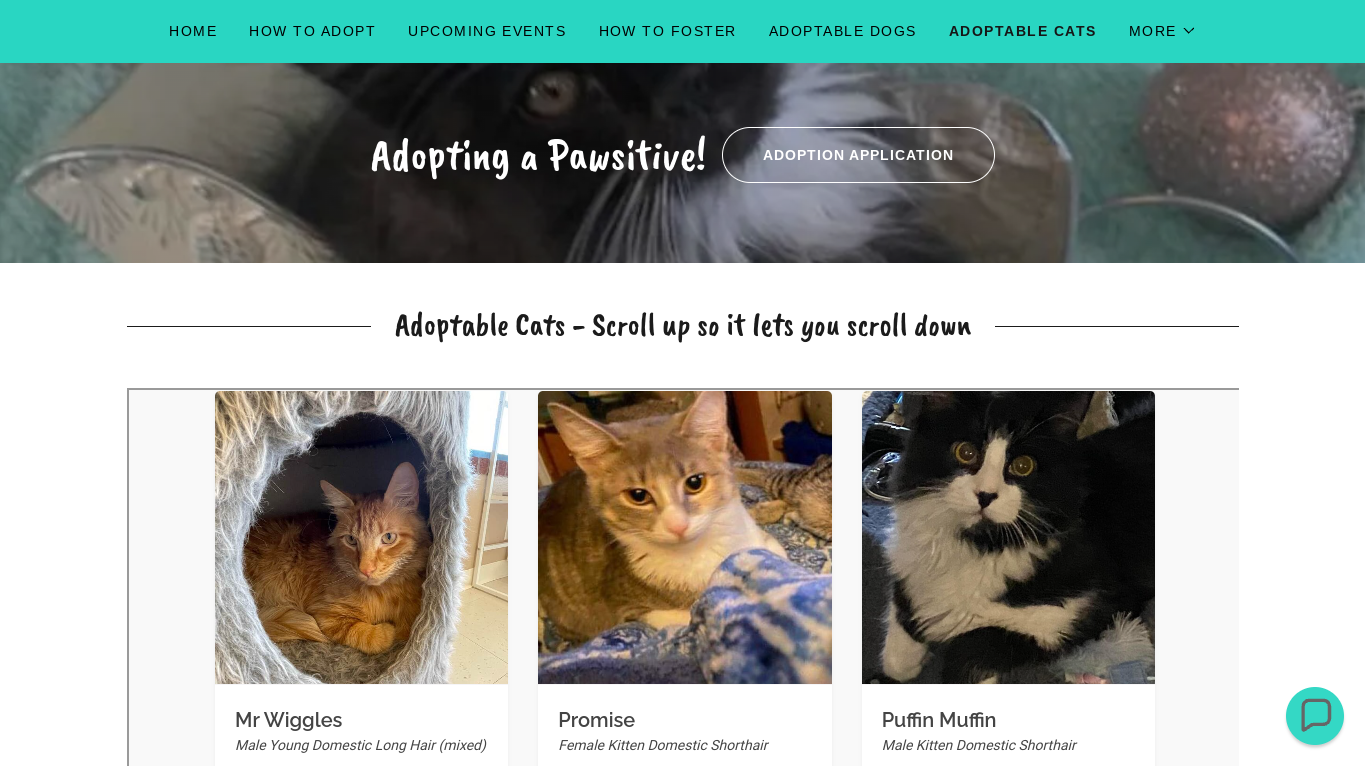 HOME HOW TO ADOPT UPCOMING EVENTS HOW TO FOSTER ADOPTABLE DOGS ADOPTABLE CATS MORE
Adopting a Pawsitive! ADOPTION APPLICATION
Adoptable Cats - Scroll up so it lets you scroll down
Mr Wiggles
Male Young Domestic Long Hair (mixed)
Promise
Female Kitten Domestic Shorthair
Puffin Muffin
Male Kitten Domestic Shorthair